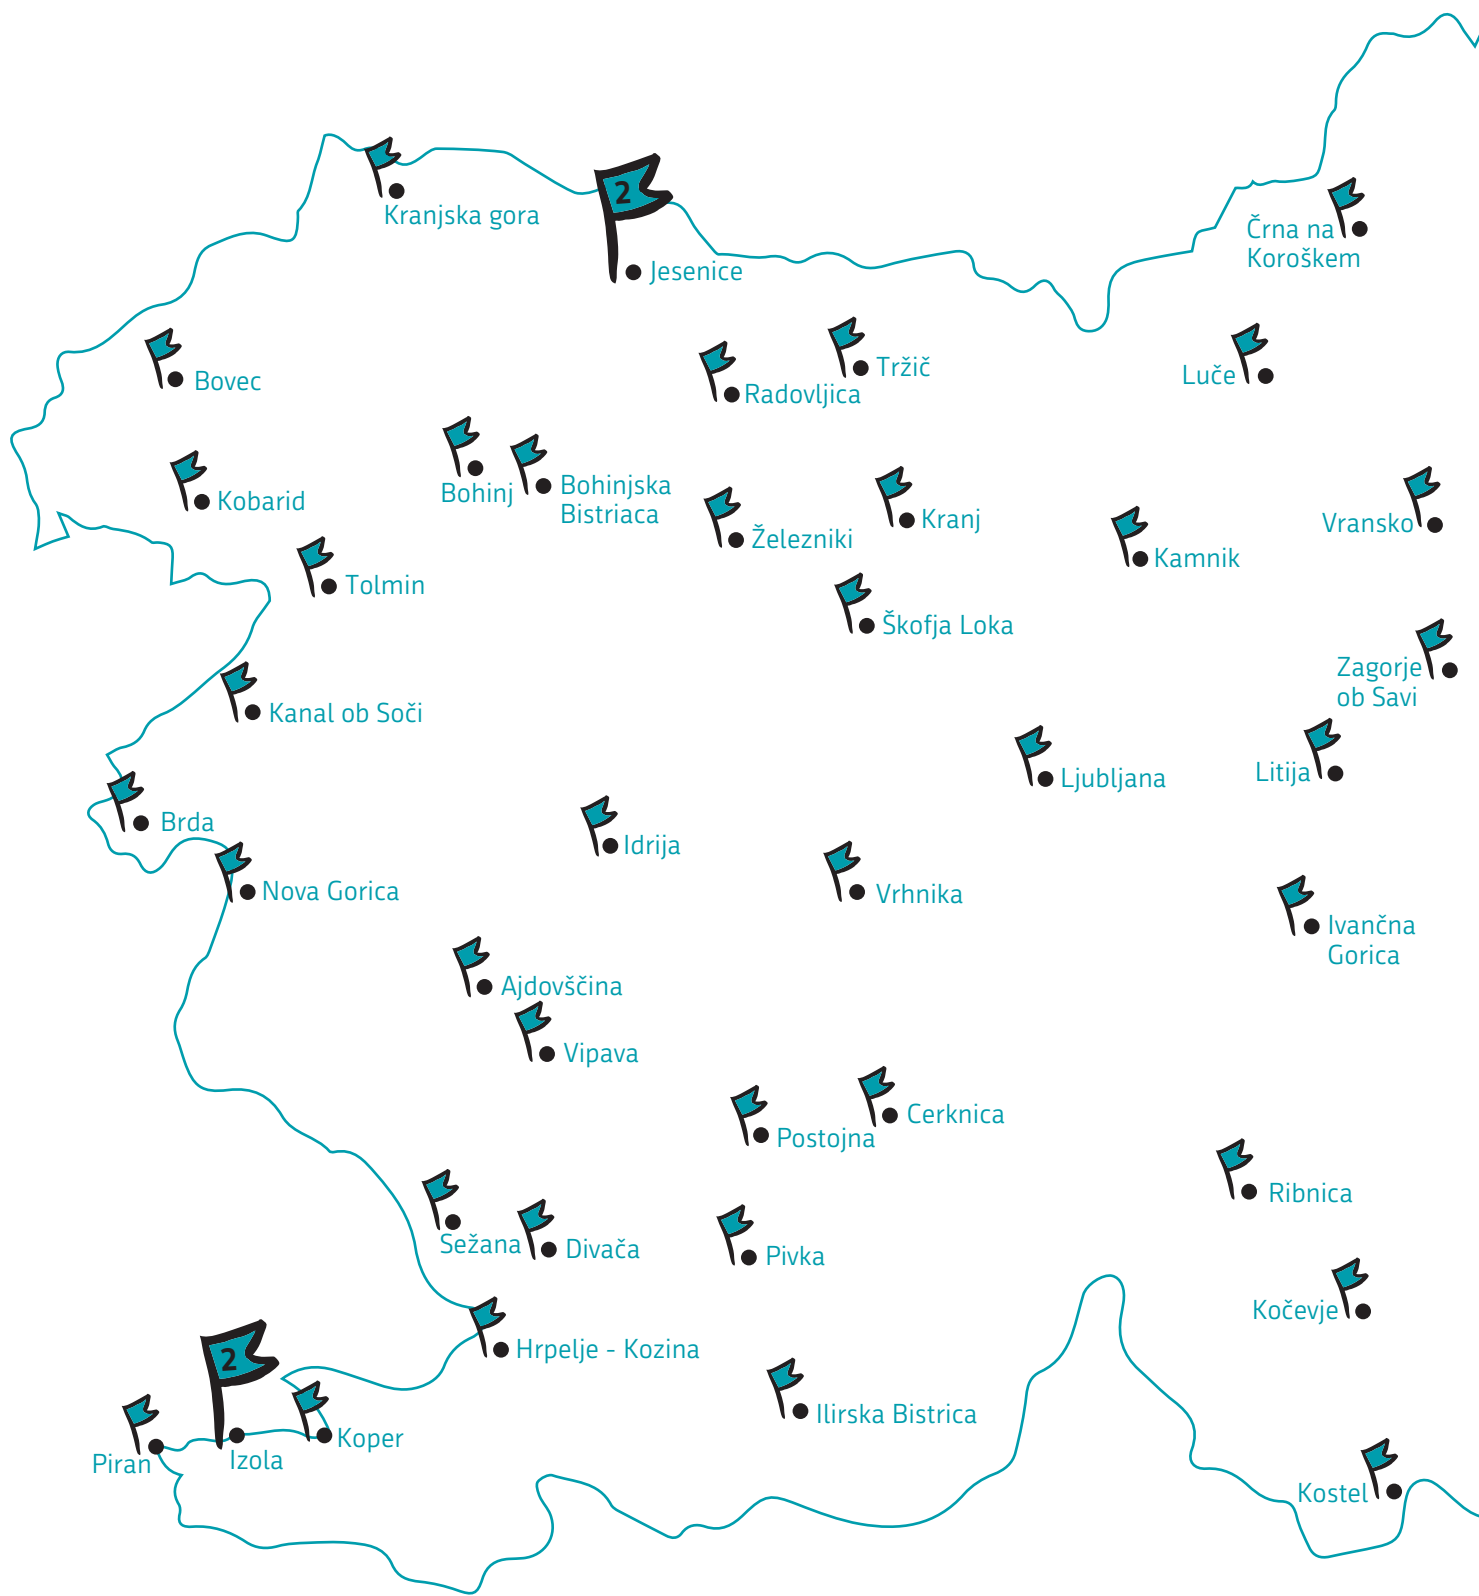 Kranjska gora
2
Jesenice
Črna na
Koroškem
Bovec
Radovljica
Tržič
Luče
Kobarid
Bohinj
Bohinjska
Bistriaca
Železniki
Kranj
Kamnik
Vransko
Tolmin
Škofja Loka
Zagorje
ob Savi
Kanal ob Soči
Ljubljana
Litija
Brda
Idrija
Nova Gorica
Vrhnika
Ivančna
Gorica
Ajdovščina
Vipava
Postojna
Cerknica
Ribnica
Sežana
Divača
Pivka
Kočevje
Hrpelje - Kozina
2
Ilirska Bistrica
Piran
Izola
Koper
Kostel